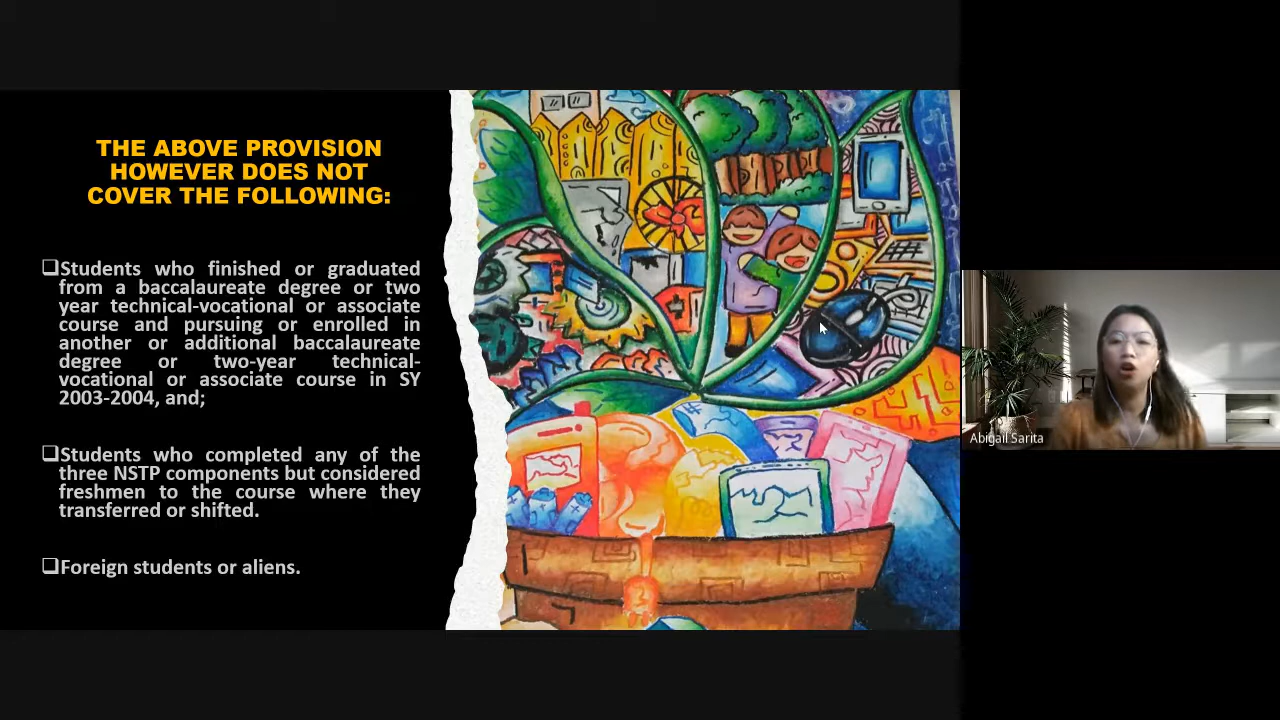 THE ABOVE PROVISION
HOWEVER DOES NOT
COVER THE FOLLOWING:
❑Students who finished or graduated
from a baccalaureate degree or two
year technical-vocational or associate
course and pursuing or enrolled in
another or additional baccalaureate
degree or two-year technical-
vocational or associate course in SY
2003-2004, and;
❑Students who completed any of the
three NSTP components but considered
freshmen to the course where they
transferred or shifted.
❑Foreign students or aliens.
Abigail Sarita